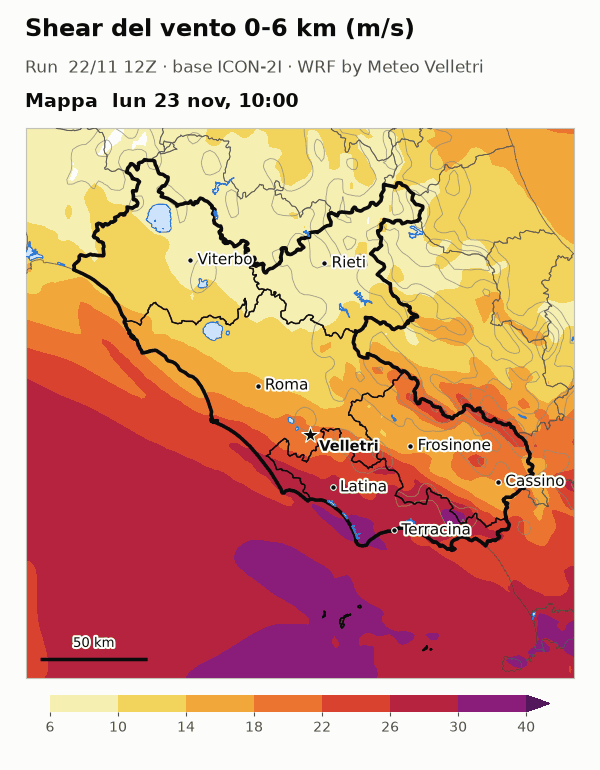 Shear del vento 0-6 km (m/s)
Run  22/11 12Z · base ICON-2I · WRF by Meteo Velletri
Mappa  lun 23 nov, 10:00
Viterbo
Rieti
Roma
Velletri
Frosinone
Cassino
Latina
Terracina
50 km
6 10 14 18 22 26 30 40